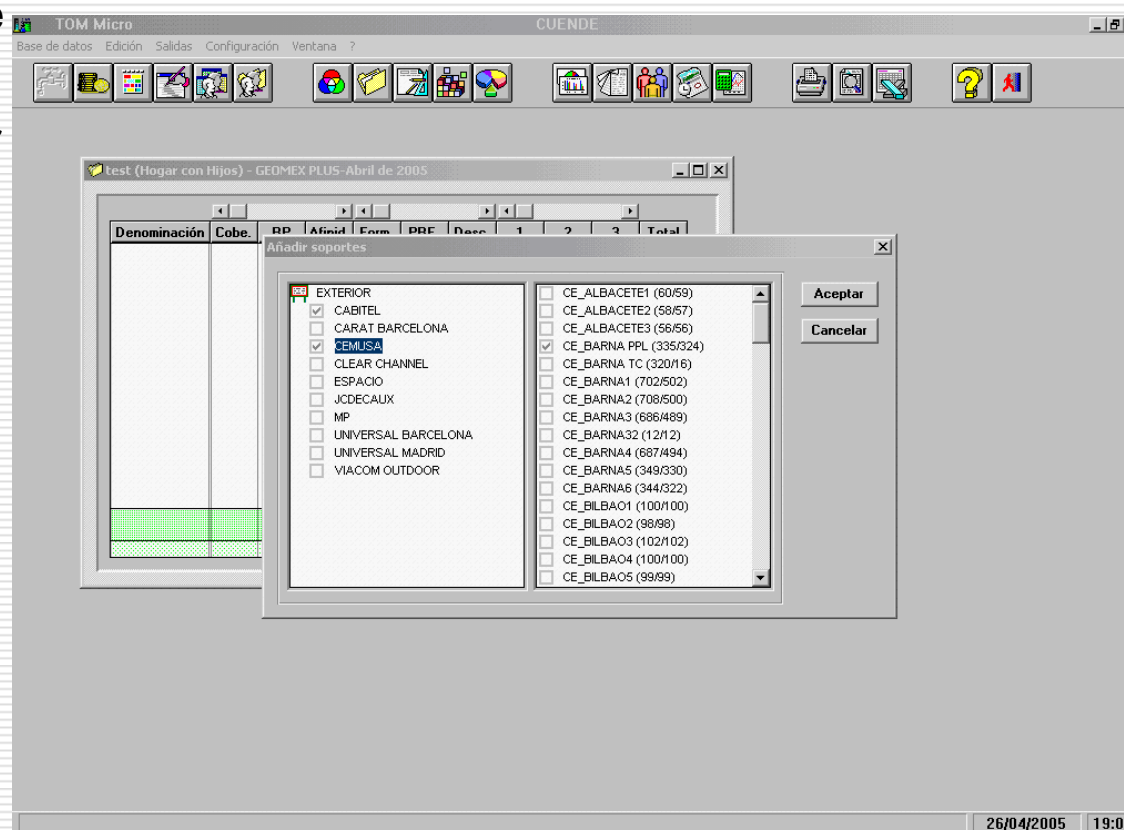 TOM Micro CUENDE
Base de datos Edición Salidas Configuración Ventana ?
test (Hogar con Hijos) - GEOMEX PLUS-Abril de 2005
Denominación Cobe. RP Afinid Form PBE Desc 1 2 3 Total
Añadir soportes
EXTERIOR
CABITEL
CARAT BARCELONA
CEMUSA
CLEAR CHANNEL
ESPACIO
JCDECAUX
MP
UNIVERSAL BARCELONA
UNIVERSAL MADRID
VIACOM OUTDOOR
CE_ALBACETE1 (60/59)
CE_ALBACETE2 (58/57)
CE_ALBACETE3 (56/56)
CE_BARNA PPL (335/324)
CE_BARNA TC (320/16)
CE_BARNA1 (702/502)
CE_BARNA2 (708/500)
CE_BARNA3 (686/489)
CE_BARNA32 (12/12)
CE_BARNA4 (687/494)
CE_BARNA5 (349/330)
CE_BARNA6 (344/322)
CE_BILBAO1 (100/100)
CE_BILBAO2 (98/98)
CE_BILBAO3 (102/102)
CE_BILBAO4 (100/100)
CE_BILBAO5 (99/99)
Aceptar
Cancelar
26/04/2005 19:0